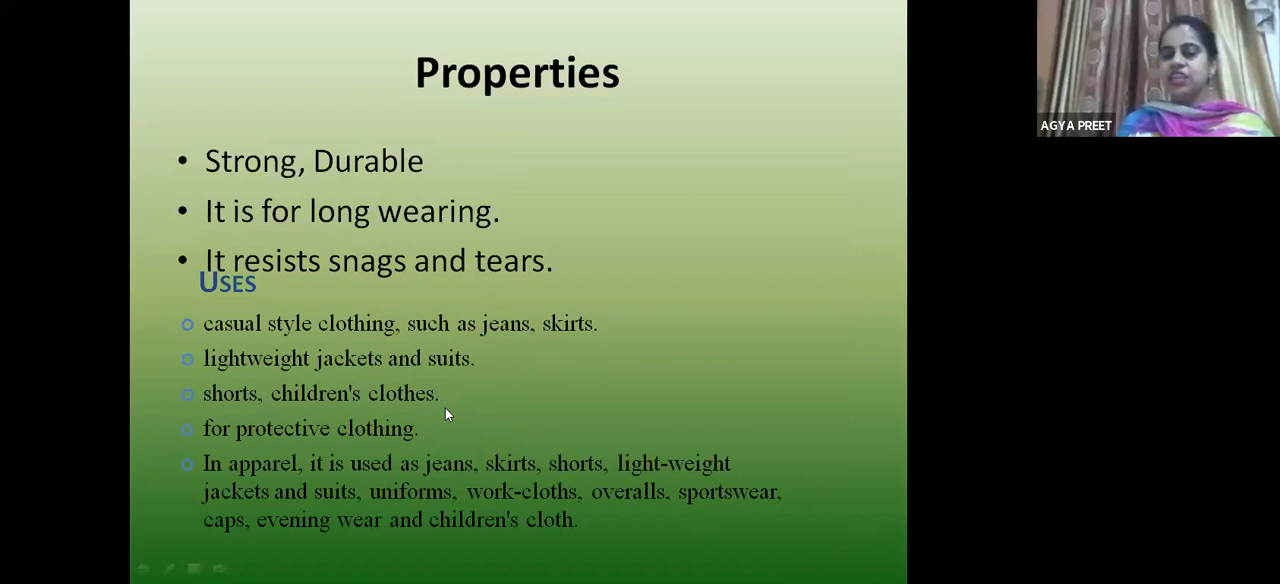 Properties
• Strong, Durable
• It is for long wearing.
• It resists snags and tears.
USES
casual style clothing, such as jeans, skirts.
lightweight jackets and suits.
shorts, children's clothes.
for protective clothing.
In apparel, it is used as jeans, skirts, shorts, light-weight
jackets and suits, uniforms, work-cloths, overalls, sportswear,
caps, evening wear and children's cloth.
AGYA PREET